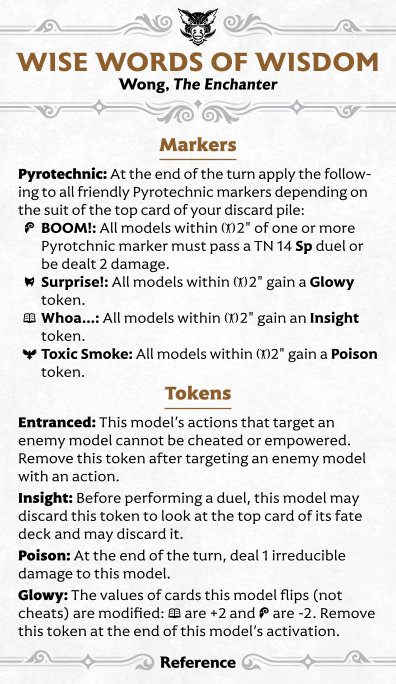 WISE WORDS OF WISDOM
Wong, The Enchanter
Markers
Pyrotechnic: At the end of the turn apply the follow-
ing to all friendly Pyrotechnic markers depending on
the suit of the top card of your discard pile:
BOOM!: All models within 2" of one or more
Pyrotchnic marker must pass a TN 14 Sp duel or
be dealt 2 damage.
Surprise!: All models within 2" gain a Glowy
token.
Whoa...: All models within 2" gain an Insight
token.
Toxic Smoke: All models within 2" gain a Poison
token.
Tokens
Entranced: This model's actions that target an
enemy model cannot be cheated or empowered.
Remove this token after targeting an enemy model
with an action.
Insight: Before performing a duel, this model may
discard this token to look at the top card of its fate
deck and may discard it.
Poison: At the end of the turn, deal 1 irreducible
damage to this model.
Glowy: The values of cards this model flips (not
cheats) are modified: are +2 and are -2. Remove
this token at the end of this model's activation.
Reference